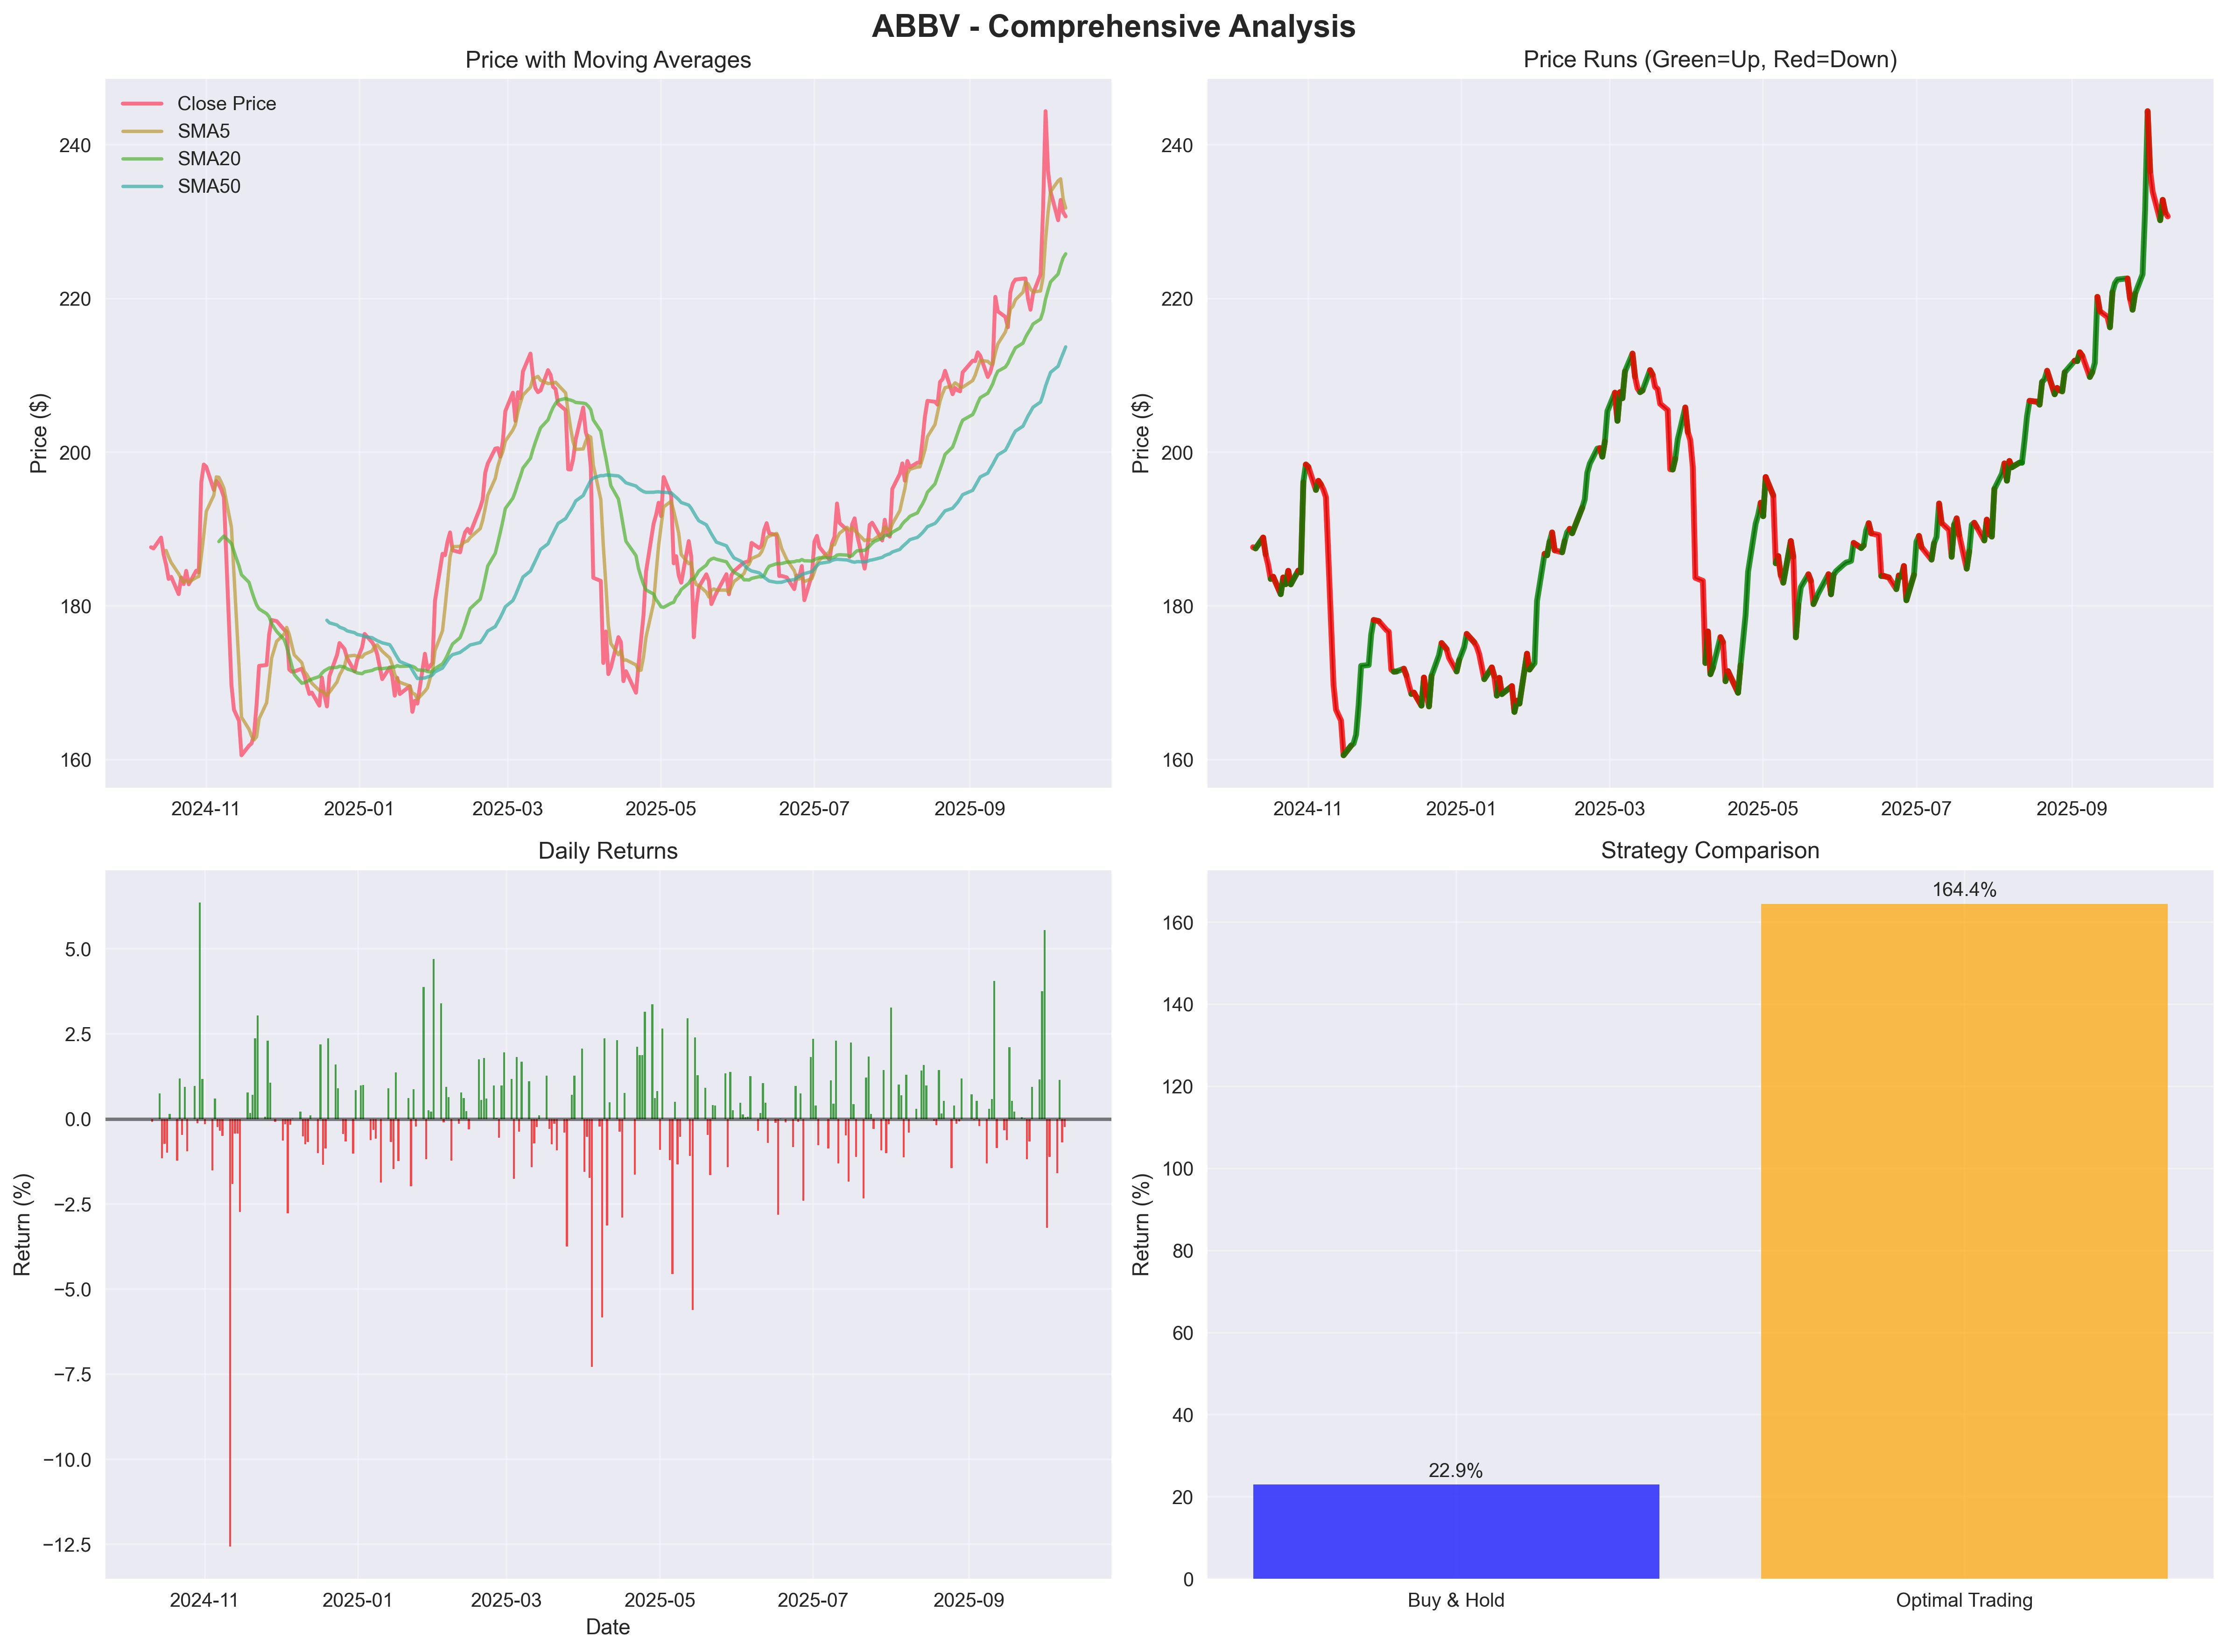 ABBV - Comprehensive Analysis
Price with Moving Averages
Close Price
SMA5
SMA20
SMA50
Price ($)
240
220
200
180
160
2024-11
2025-01
2025-03
2025-05
2025-07
2025-09
Price Runs (Green=Up, Red=Down)
Price ($)
240
220
200
180
160
2024-11
2025-01
2025-03
2025-05
2025-07
2025-09
Daily Returns
Return (%)
5.0
2.5
0.0
−2.5
−5.0
−7.5
−10.0
−12.5
2024-11
2025-01
2025-03
2025-05
2025-07
2025-09
Date
Strategy Comparison
Return (%)
160
140
120
100
80
60
40
20
0
22.9%
164.4%
Buy & Hold
Optimal Trading